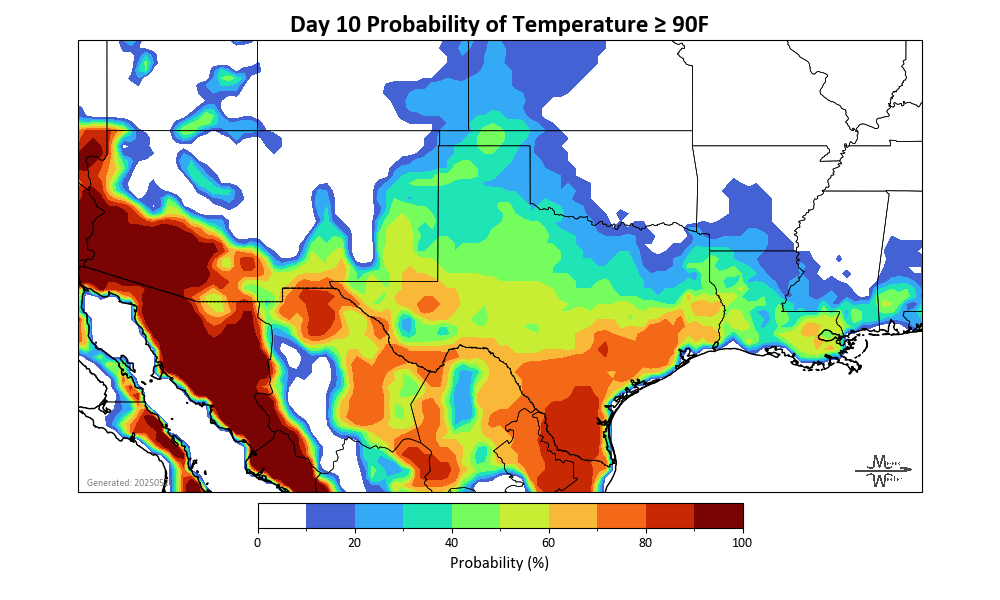 Day 10 Probability of Temperature ≥ 90F
Generated: 202505
0 20 40 60 80 100
Probability (%)